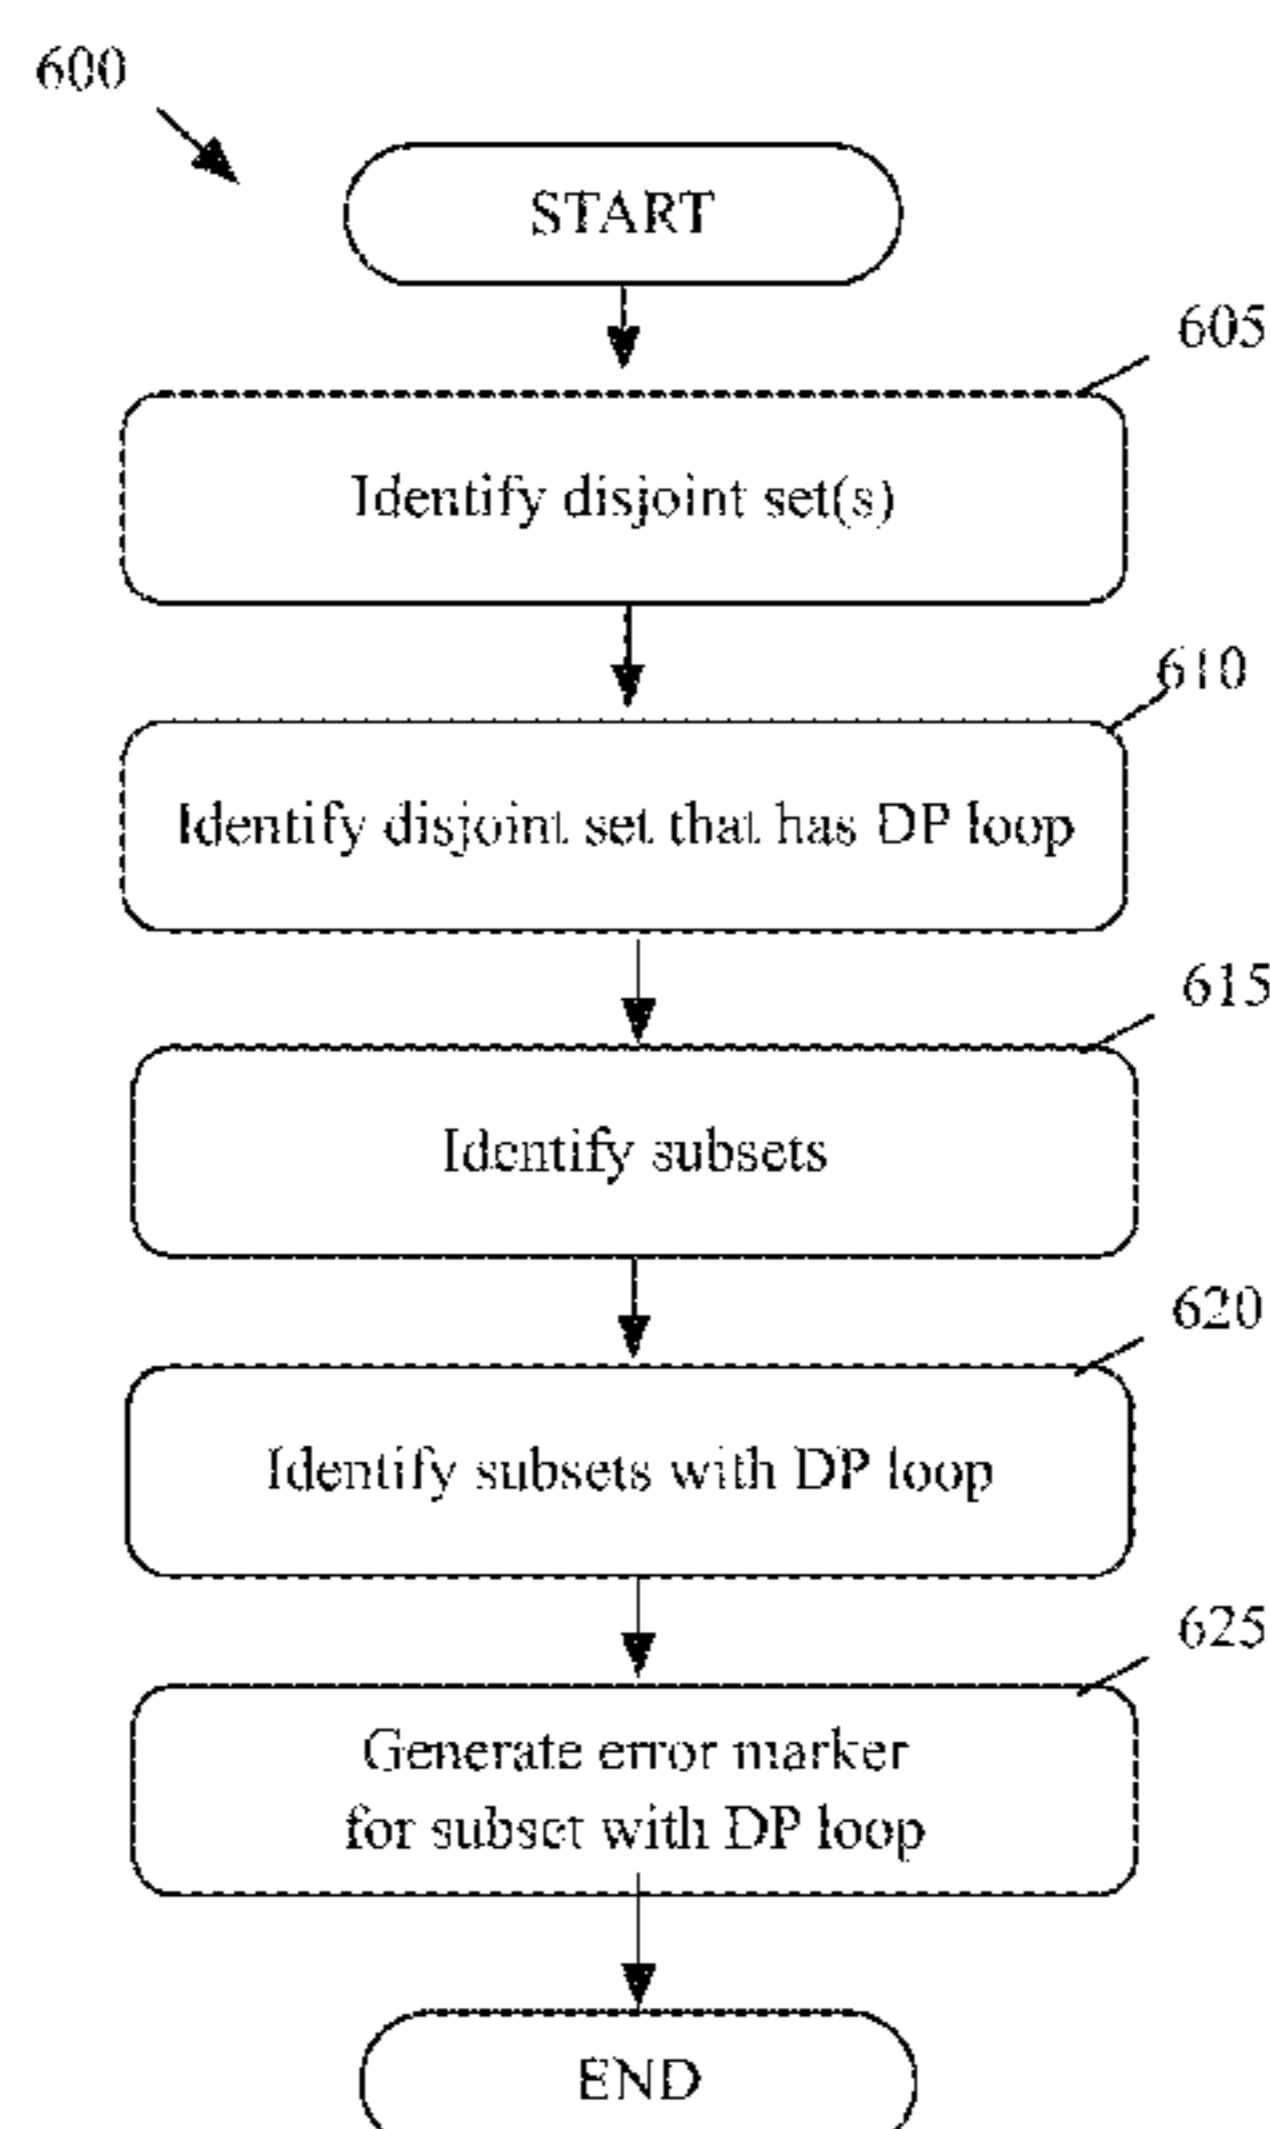 600
START
605
Identify disjoint set(s)
610
Identify disjoint set that has DP loop
615
Identify subsets
620
Identify subsets with DP loop
625
Generate error marker
for subset with DP loop
END